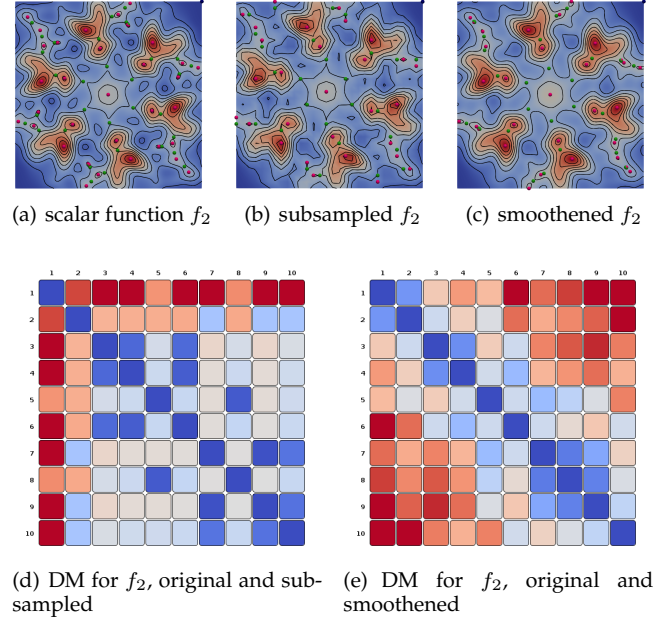 (a) scalar function f₂
(b) subsampled f₂
(c) smoothened f₂
1 2 3 4 5 6 7 8 9 10
1
2
3
4
5
6
7
8
9
10
1 2 3 4 5 6 7 8 9 10
1
2
3
4
5
6
7
8
9
10
(d) DM for f₂, original and sub-
sampled
(e) DM for f₂, original and
smoothened